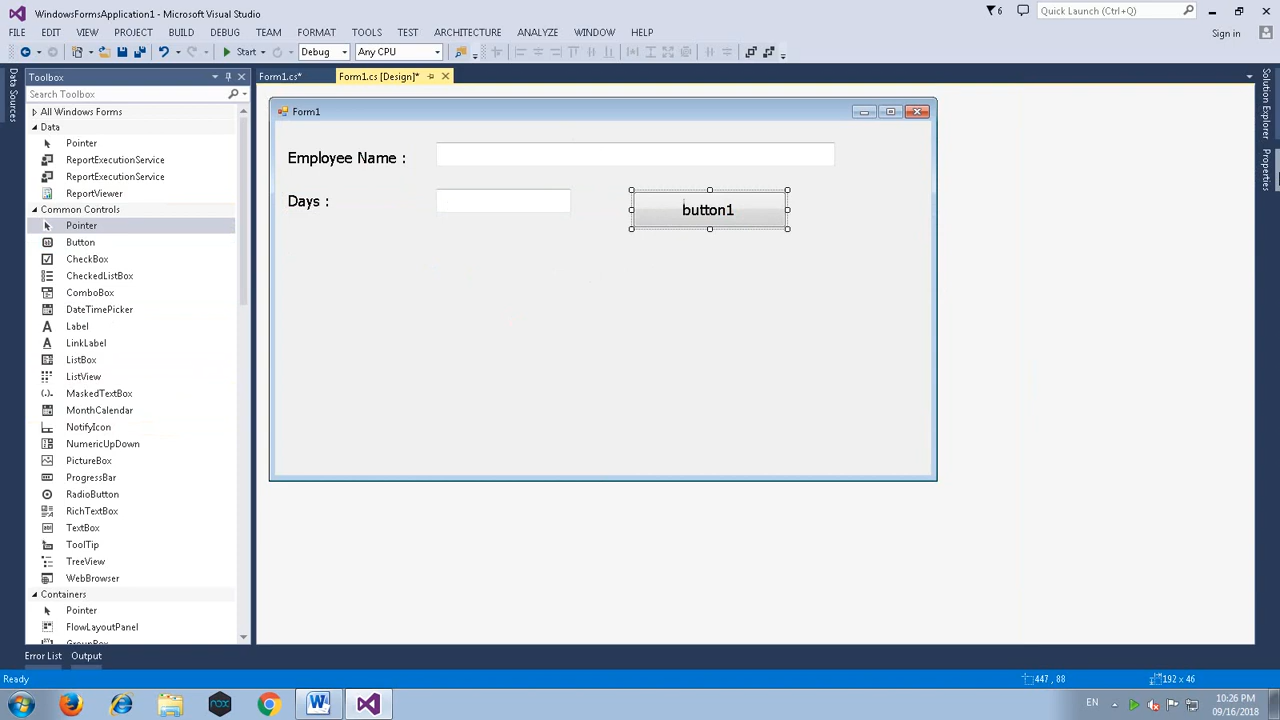 WindowsFormsApplication1 - Microsoft Visual Studio
6
Quick Launch (Ctrl+Q)
FILE EDIT VIEW PROJECT BUILD DEBUG TEAM FORMAT TOOLS TEST ARCHITECTURE ANALYZE WINDOW HELP
Sign in
Start Debug Any CPU
Data Sources
Toolbox
Form1.cs*
Form1.cs [Design]*
Solution Explorer
Properties
Search Toolbox
All Windows Forms
Data
Pointer
ReportExecutionService
ReportExecutionService
ReportViewer
Common Controls
Pointer
Button
CheckBox
CheckedListBox
ComboBox
DateTimePicker
Label
LinkLabel
ListBox
ListView
MaskedTextBox
MonthCalendar
NotifyIcon
NumericUpDown
PictureBox
ProgressBar
RadioButton
RichTextBox
TextBox
ToolTip
TreeView
WebBrowser
Containers
Pointer
FlowLayoutPanel
Form1
Employee Name :
Days :
button1
Error List Output
Ready
447 , 88
192 x 46
EN
10:26 PM
09/16/2018